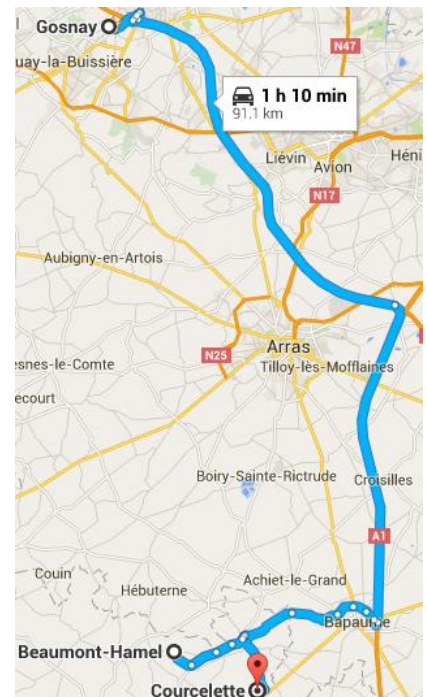 Gosnay
N47
uay-la-Buissière
1 h 10 min
91.1 km
Liévin
Avion
Héni
N17
Aubigny-en-Artois
Arras
N25
Tilloy-lès-Mofflaines
esnes-le-Comte
ecourt
Boiry-Sainte-Rictrude
Croisilles
A1
Couin
Hébuterne
Achiet-le-Grand
Bapaume
Beaumont-Hamel
Courcelette